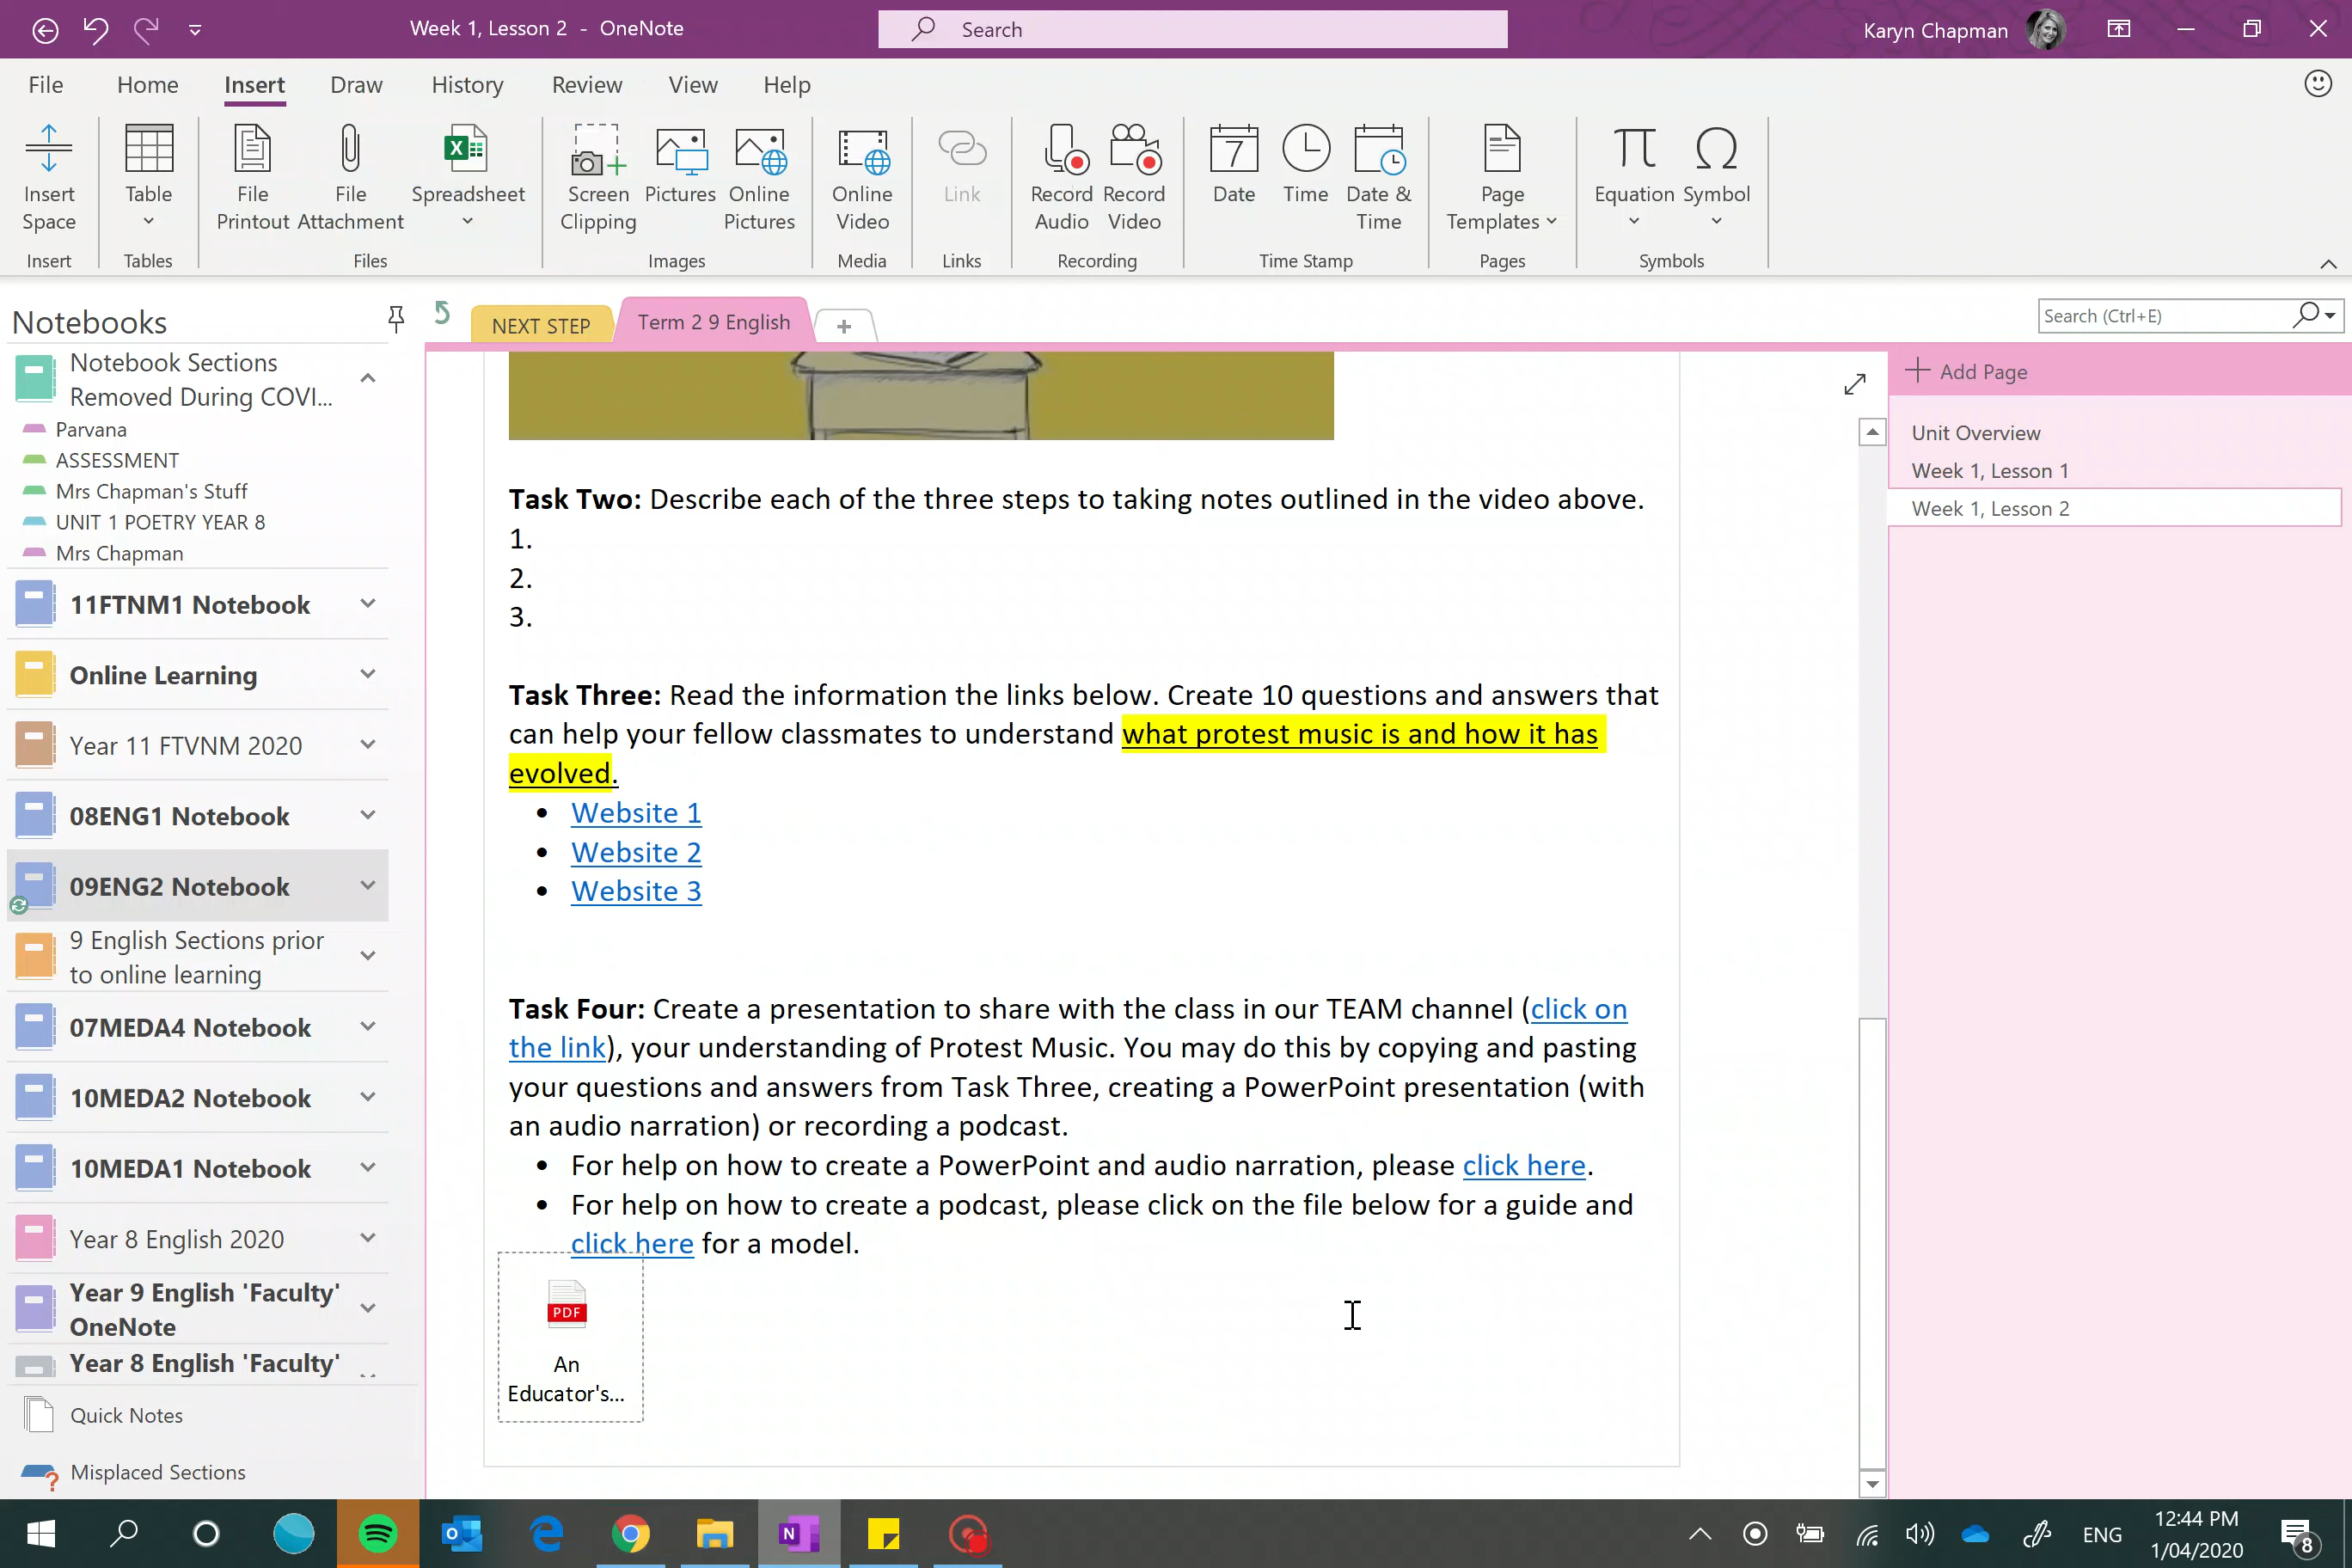 Week 1, Lesson 2 - OneNote
Search
Karyn Chapman
File
Home
Insert
Draw
History
Review
View
Help
Insert
Space
Table
File
Printout
File
Attachment
Spreadsheet
Screen
Clipping
Pictures
Online
Pictures
Online
Video
Link
Record
Audio
Record
Video
7
Date
Time
Date &
Time
Page
Templates
π
Equation
Ω
Symbol
Insert
Tables
Files
Images
Media
Links
Recording
Time Stamp
Pages
Symbols
Notebooks
Notebook Sections
Removed During COVI...
Parvana
ASSESSMENT
Mrs Chapman's Stuff
UNIT 1 POETRY YEAR 8
Mrs Chapman
11FTNM1 Notebook
Online Learning
Year 11 FTVNM 2020
08ENG1 Notebook
09ENG2 Notebook
9 English Sections prior
to online learning
07MEDA4 Notebook
10MEDA2 Notebook
10MEDA1 Notebook
Year 8 English 2020
Year 9 English 'Faculty'
OneNote
Year 8 English 'Faculty'
Quick Notes
Misplaced Sections
NEXT STEP
Term 2 9 English
+
Search (Ctrl+E)
Task Two: Describe each of the three steps to taking notes outlined in the video above.
1.
2.
3.
Task Three: Read the information the links below. Create 10 questions and answers that
can help your fellow classmates to understand what protest music is and how it has
evolved.
• Website 1
• Website 2
• Website 3
Task Four: Create a presentation to share with the class in our TEAM channel (click on
the link), your understanding of Protest Music. You may do this by copying and pasting
your questions and answers from Task Three, creating a PowerPoint presentation (with
an audio narration) or recording a podcast.
• For help on how to create a PowerPoint and audio narration, please click here.
• For help on how to create a podcast, please click on the file below for a guide and
click here for a model.
PDF
An
Educator's...
Add Page
Unit Overview
Week 1, Lesson 1
Week 1, Lesson 2
ENG
12:44 PM
1/04/2020
8